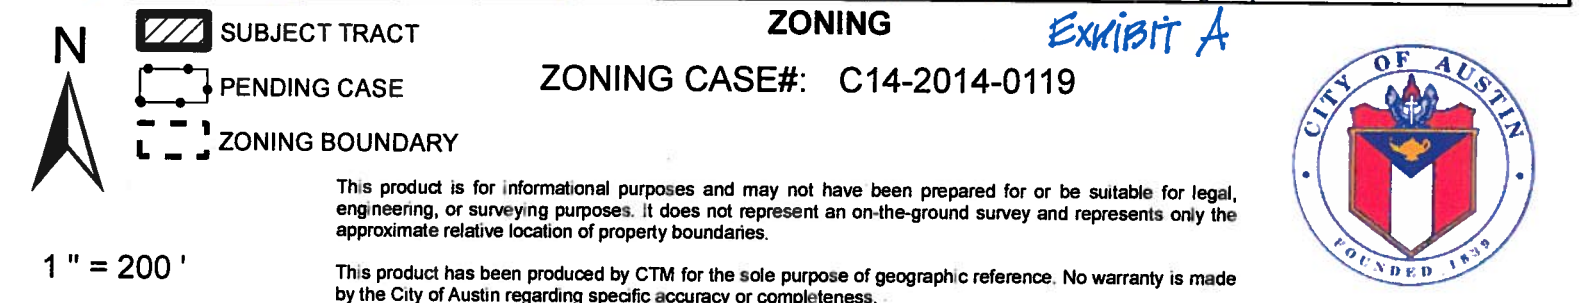 ZONING
EXHIBIT A
N
SUBJECT TRACT
PENDING CASE
ZONING BOUNDARY
ZONING CASE#: C14-2014-0119
This product is for informational purposes and may not have been prepared for or be suitable for legal,
engineering, or surveying purposes. It does not represent an on-the-ground survey and represents only the
approximate relative location of property boundaries.
1 " = 200 '
This product has been produced by CTM for the sole purpose of geographic reference. No warranty is made
by the City of Austin regarding specific accuracy or completeness.
CITY OF AUSTIN
FOUNDED 1839